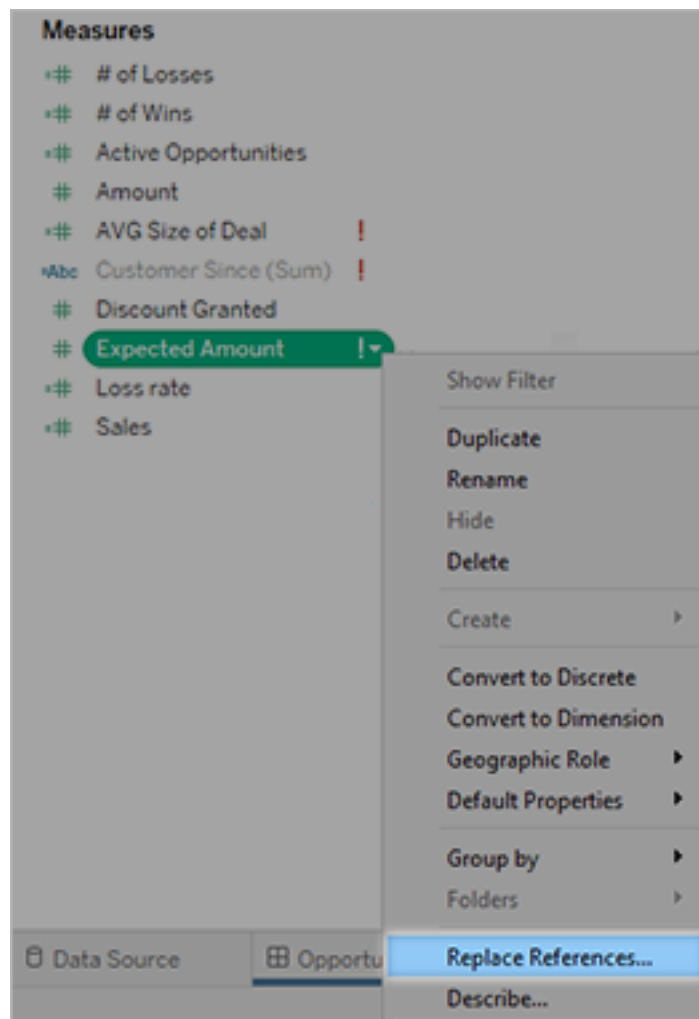 Measures
# of Losses
# of Wins
Active Opportunities
Amount
AVG Size of Deal !
Abc Customer Since (Sum) !
Discount Granted
Expected Amount !
Loss rate
Sales
Show Filter
Duplicate
Rename
Hide
Delete
Create
Convert to Discrete
Convert to Dimension
Geographic Role
Default Properties
Group by
Folders
Replace References...
Describe...
Data Source
Opportu